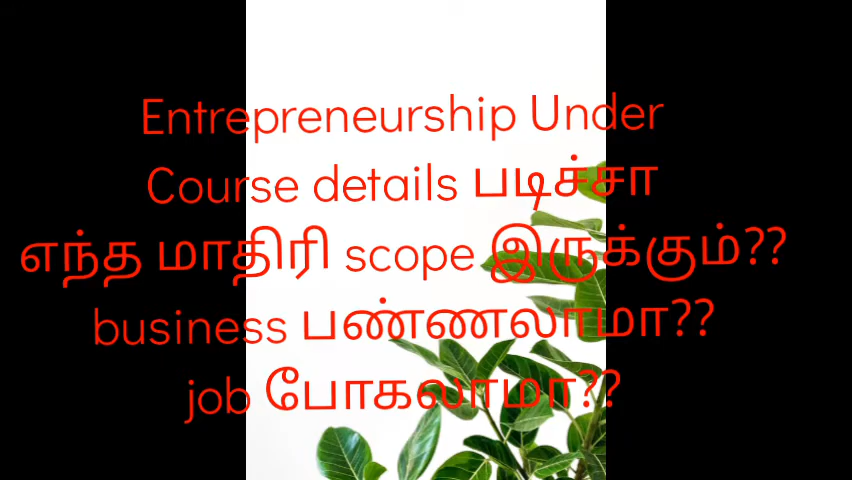 Entrepreneurship Under
Course details படிச்சா
எந்த மாதிரி scope இருக்கும்??
business பண்ணலாமா??
job போகலாமா??